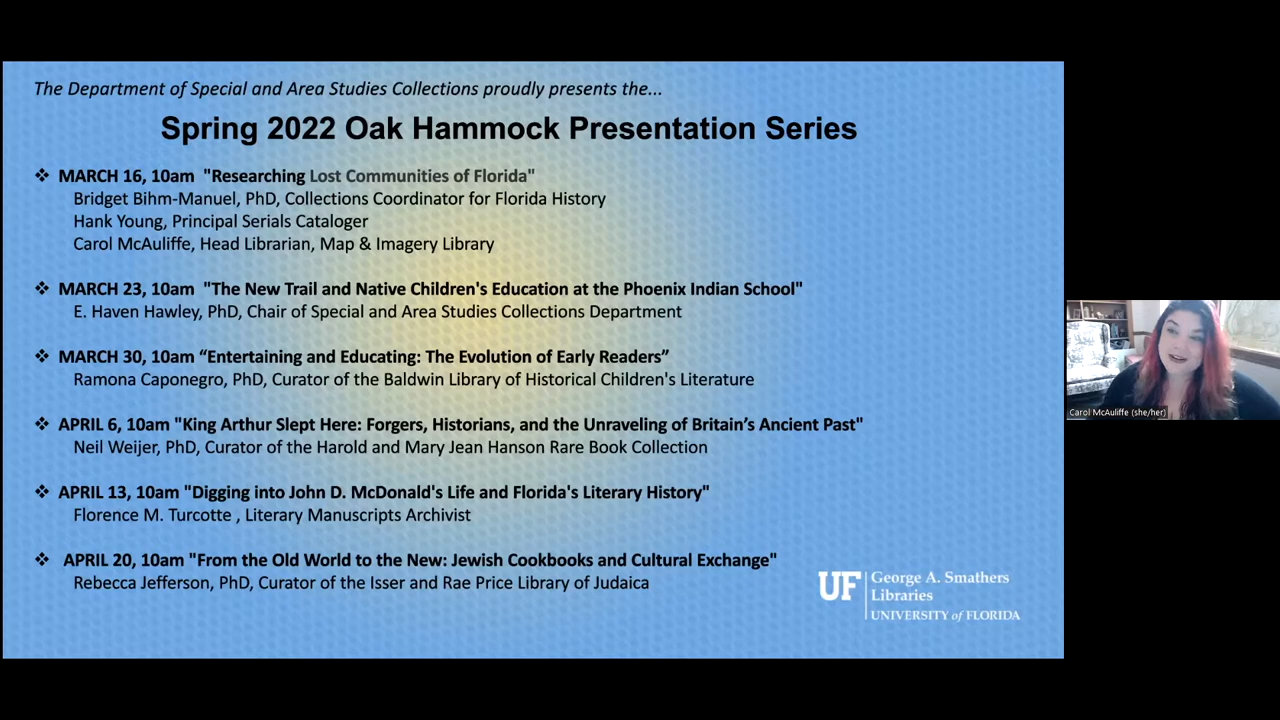 The Department of Special and Area Studies Collections proudly presents the...
Spring 2022 Oak Hammock Presentation Series
❖ MARCH 16, 10am "Researching Lost Communities of Florida"
Bridget Bihm-Manuel, PhD, Collections Coordinator for Florida History
Hank Young, Principal Serials Cataloger
Carol McAuliffe, Head Librarian, Map & Imagery Library
❖ MARCH 23, 10am "The New Trail and Native Children's Education at the Phoenix Indian School"
E. Haven Hawley, PhD, Chair of Special and Area Studies Collections Department
❖ MARCH 30, 10am “Entertaining and Educating: The Evolution of Early Readers”
Ramona Caponegro, PhD, Curator of the Baldwin Library of Historical Children's Literature
❖ APRIL 6, 10am "King Arthur Slept Here: Forgers, Historians, and the Unraveling of Britain’s Ancient Past"
Neil Weijer, PhD, Curator of the Harold and Mary Jean Hanson Rare Book Collection
❖ APRIL 13, 10am "Digging into John D. McDonald's Life and Florida's Literary History"
Florence M. Turcotte , Literary Manuscripts Archivist
❖ APRIL 20, 10am "From the Old World to the New: Jewish Cookbooks and Cultural Exchange"
Rebecca Jefferson, PhD, Curator of the Isser and Rae Price Library of Judaica
UF George A. Smathers
Libraries
UNIVERSITY of FLORIDA
Carol McAuliffe (she/her)